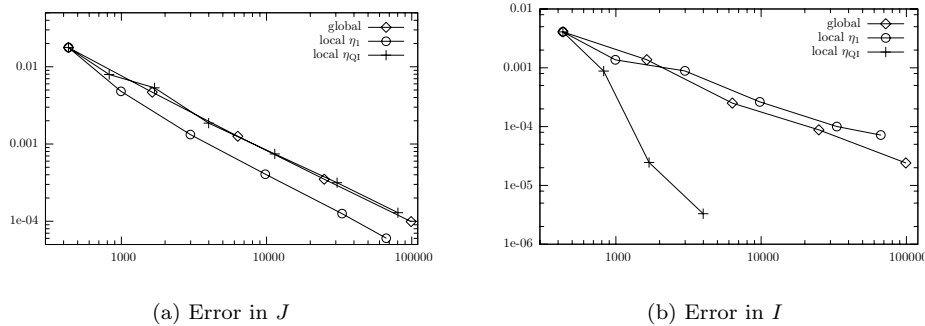 global
local η1
local ηQI
0.01
0.001
1e-04
1000
10000
100000
(a) Error in J
0.01
global
local η1
local ηQI
0.001
1e-04
1e-05
1e-06
1000
10000
100000
(b) Error in I